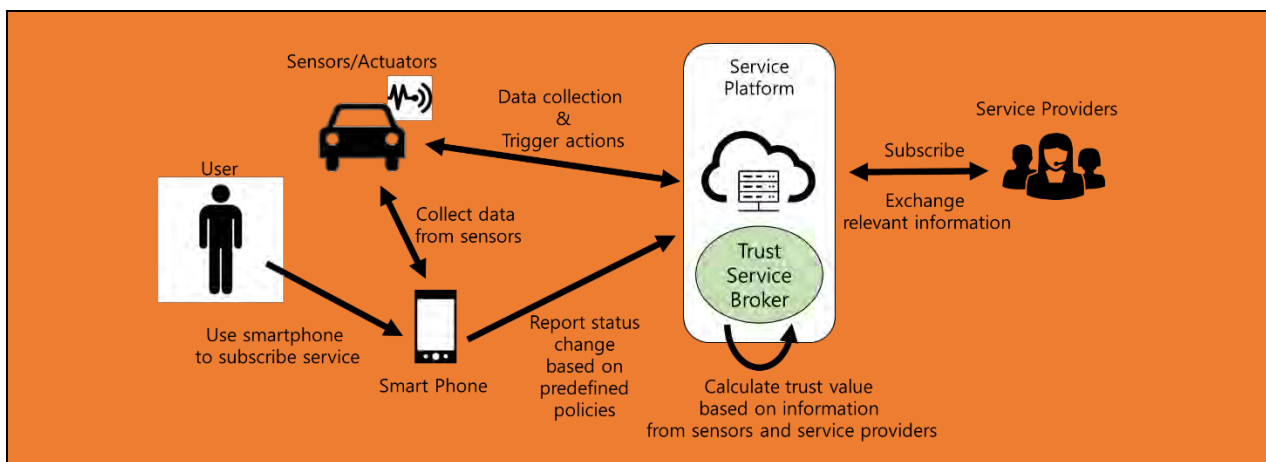 Sensors/Actuators
User
Data collection
&
Trigger actions
Service
Platform
Service Providers
Subscribe
Exchange
relevant information
Collect data
from sensors
Trust
Service
Broker
Use smartphone
to subscribe service
Smart Phone
Report status
change
based on
predefined
policies
Calculate trust value
based on information
from sensors and service providers